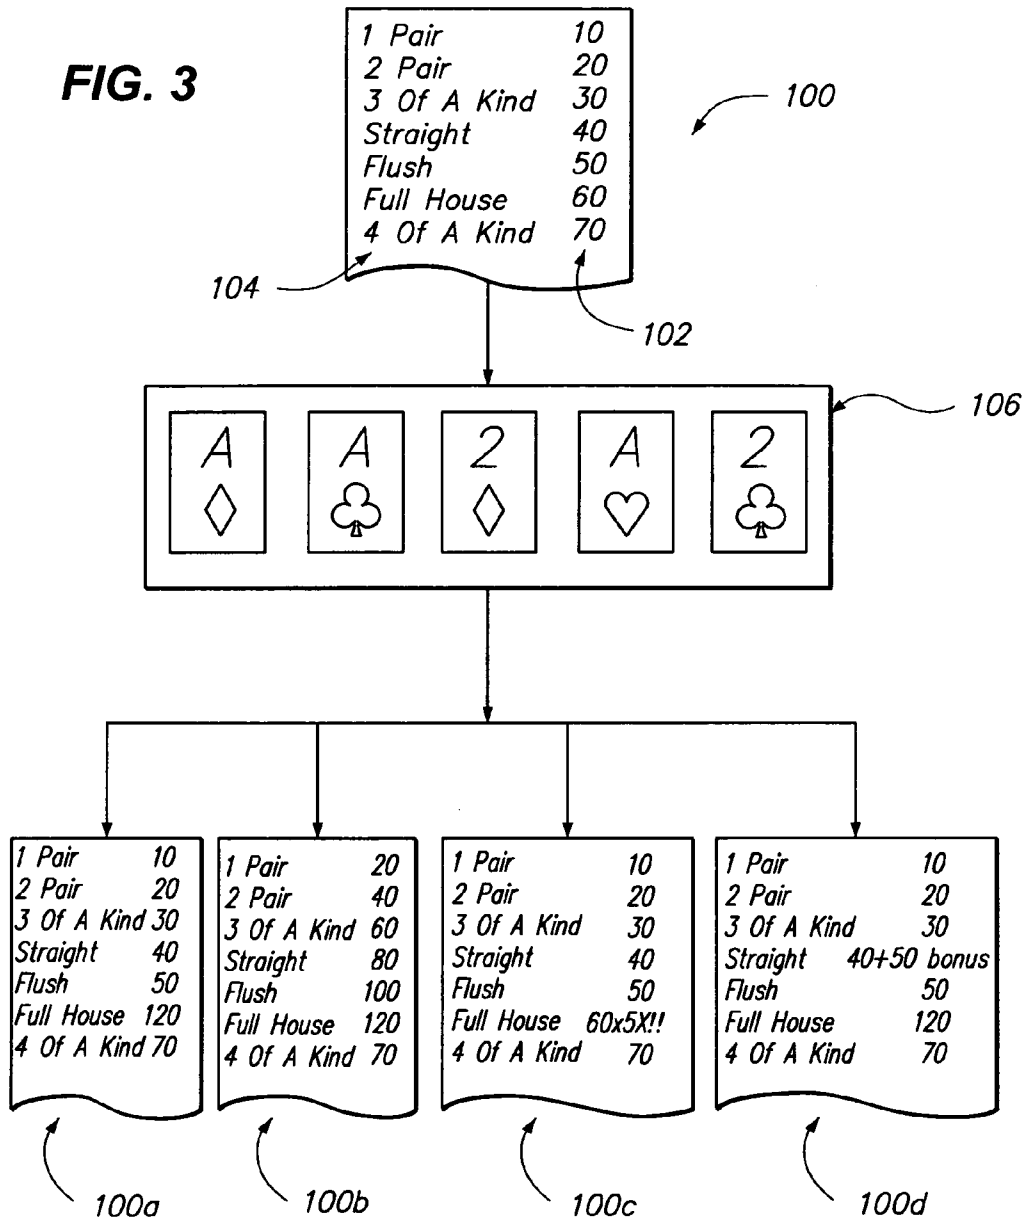 FIG. 3
1 Pair 10
2 Pair 20
3 Of A Kind 30
Straight 40
Flush 50
Full House 60
4 Of A Kind 70
100
104
102
106
A A 2 A 2
1 Pair 10
2 Pair 20
3 Of A Kind 30
Straight 40
Flush 50
Full House 120
4 Of A Kind 70
100a
1 Pair 20
2 Pair 40
3 Of A Kind 60
Straight 80
Flush 100
Full House 120
4 Of A Kind 70
100b
1 Pair 10
2 Pair 20
3 Of A Kind 30
Straight 40
Flush 50
Full House 60x5X!!
4 Of A Kind 70
100c
1 Pair 10
2 Pair 20
3 Of A Kind 30
Straight 40+50 bonus
Flush 50
Full House 120
4 Of A Kind 70
100d